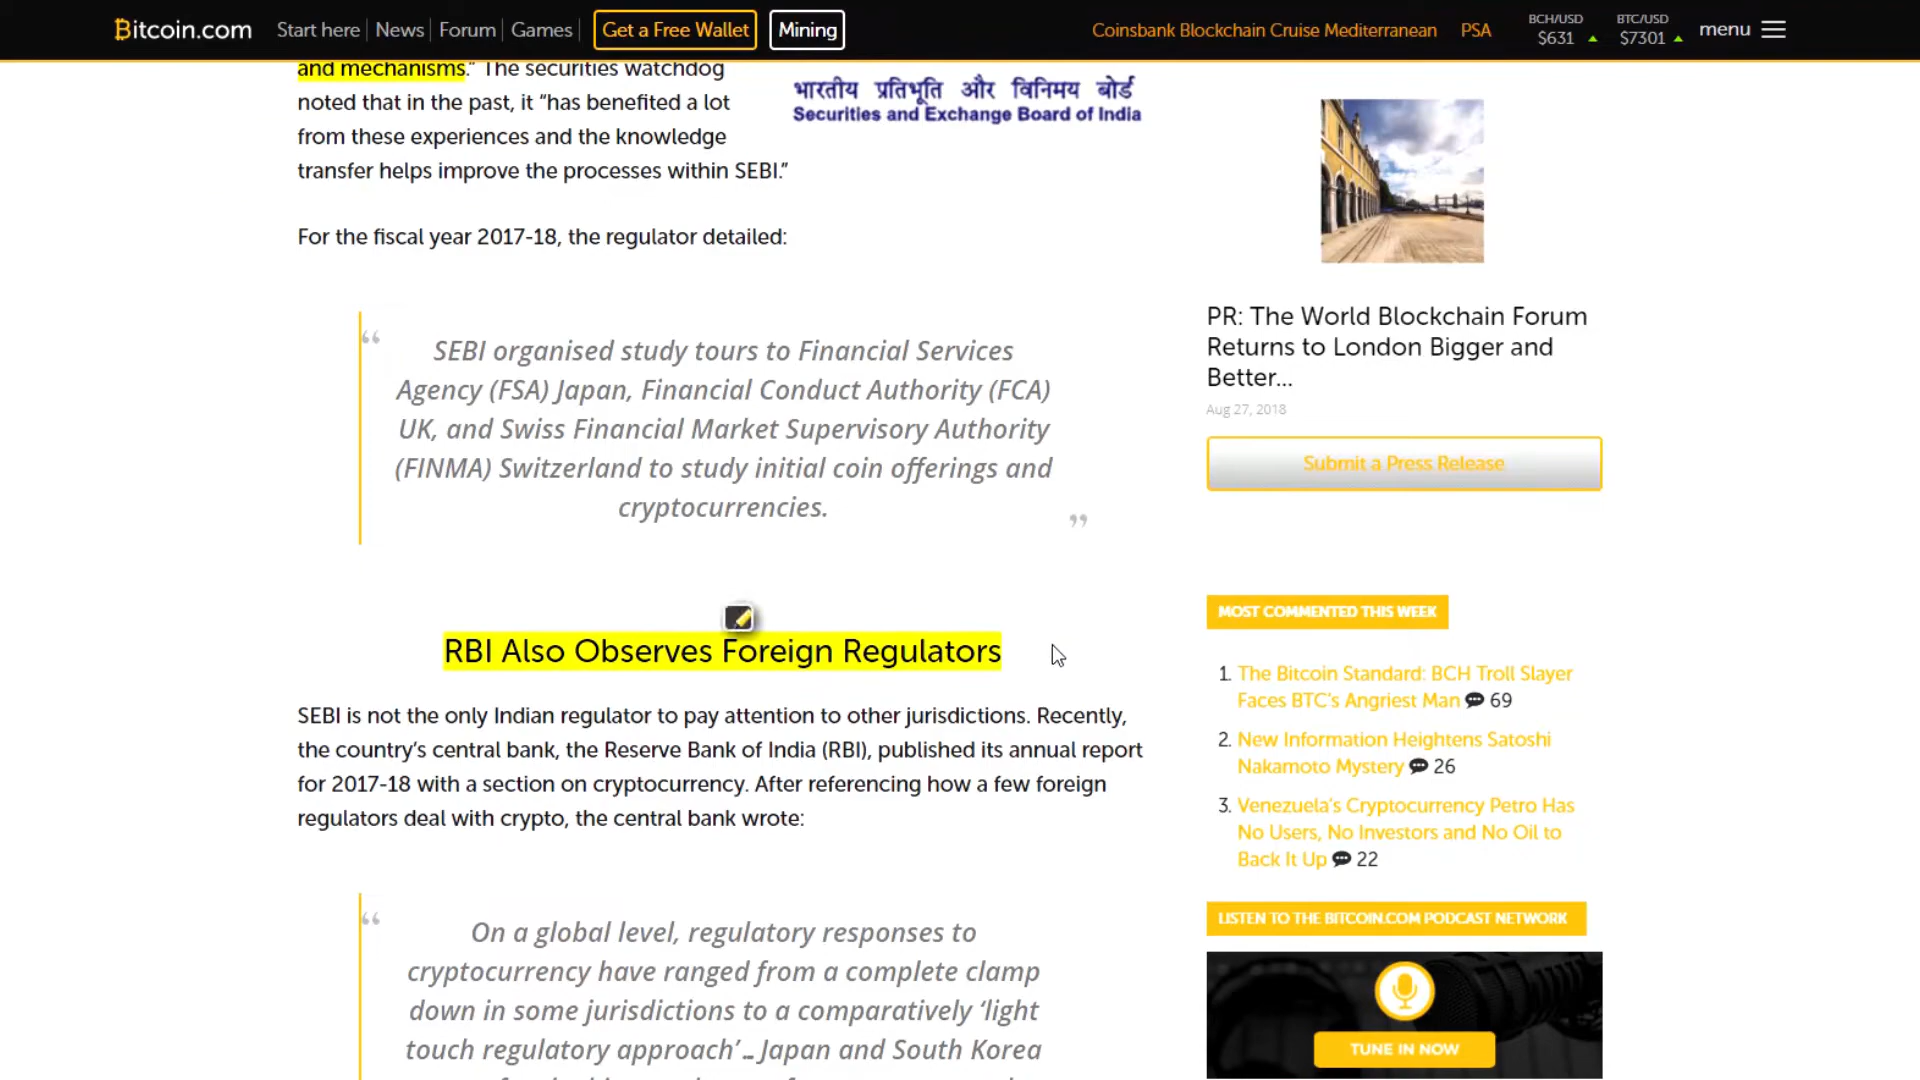 Bitcoin.com
Start here
News
Forum
Games
Get a Free Wallet
Mining
Coinsbank Blockchain Cruise Mediterranean
PSA
BCH/USD
$631
BTC/USD
$7301
menu
and mechanisms.” The securities watchdog
noted that in the past, it “has benefited a lot
from these experiences and the knowledge
transfer helps improve the processes within SEBI.”
भारतीय प्रतिभूति और विनिमय बोर्ड
Securities and Exchange Board of India
For the fiscal year 2017-18, the regulator detailed:
“
SEBI organised study tours to Financial Services
Agency (FSA) Japan, Financial Conduct Authority (FCA)
UK, and Swiss Financial Market Supervisory Authority
(FINMA) Switzerland to study initial coin offerings and
cryptocurrencies.
”
RBI Also Observes Foreign Regulators
SEBI is not the only Indian regulator to pay attention to other jurisdictions. Recently,
the country’s central bank, the Reserve Bank of India (RBI), published its annual report
for 2017-18 with a section on cryptocurrency. After referencing how a few foreign
regulators deal with crypto, the central bank wrote:
“
On a global level, regulatory responses to
cryptocurrency have ranged from a complete clamp
down in some jurisdictions to a comparatively ‘light
touch regulatory approach’ ... Japan and South Korea
PR: The World Blockchain Forum
Returns to London Bigger and
Better...
Aug 27, 2018
Submit a Press Release
MOST COMMENTED THIS WEEK
1. The Bitcoin Standard: BCH Troll Slayer
Faces BTC’s Angriest Man 69
2. New Information Heightens Satoshi
Nakamoto Mystery 26
3. Venezuela’s Cryptocurrency Petro Has
No Users, No Investors and No Oil to
Back It Up 22
LISTEN TO THE BITCOIN.COM PODCAST NETWORK
TUNE IN NOW